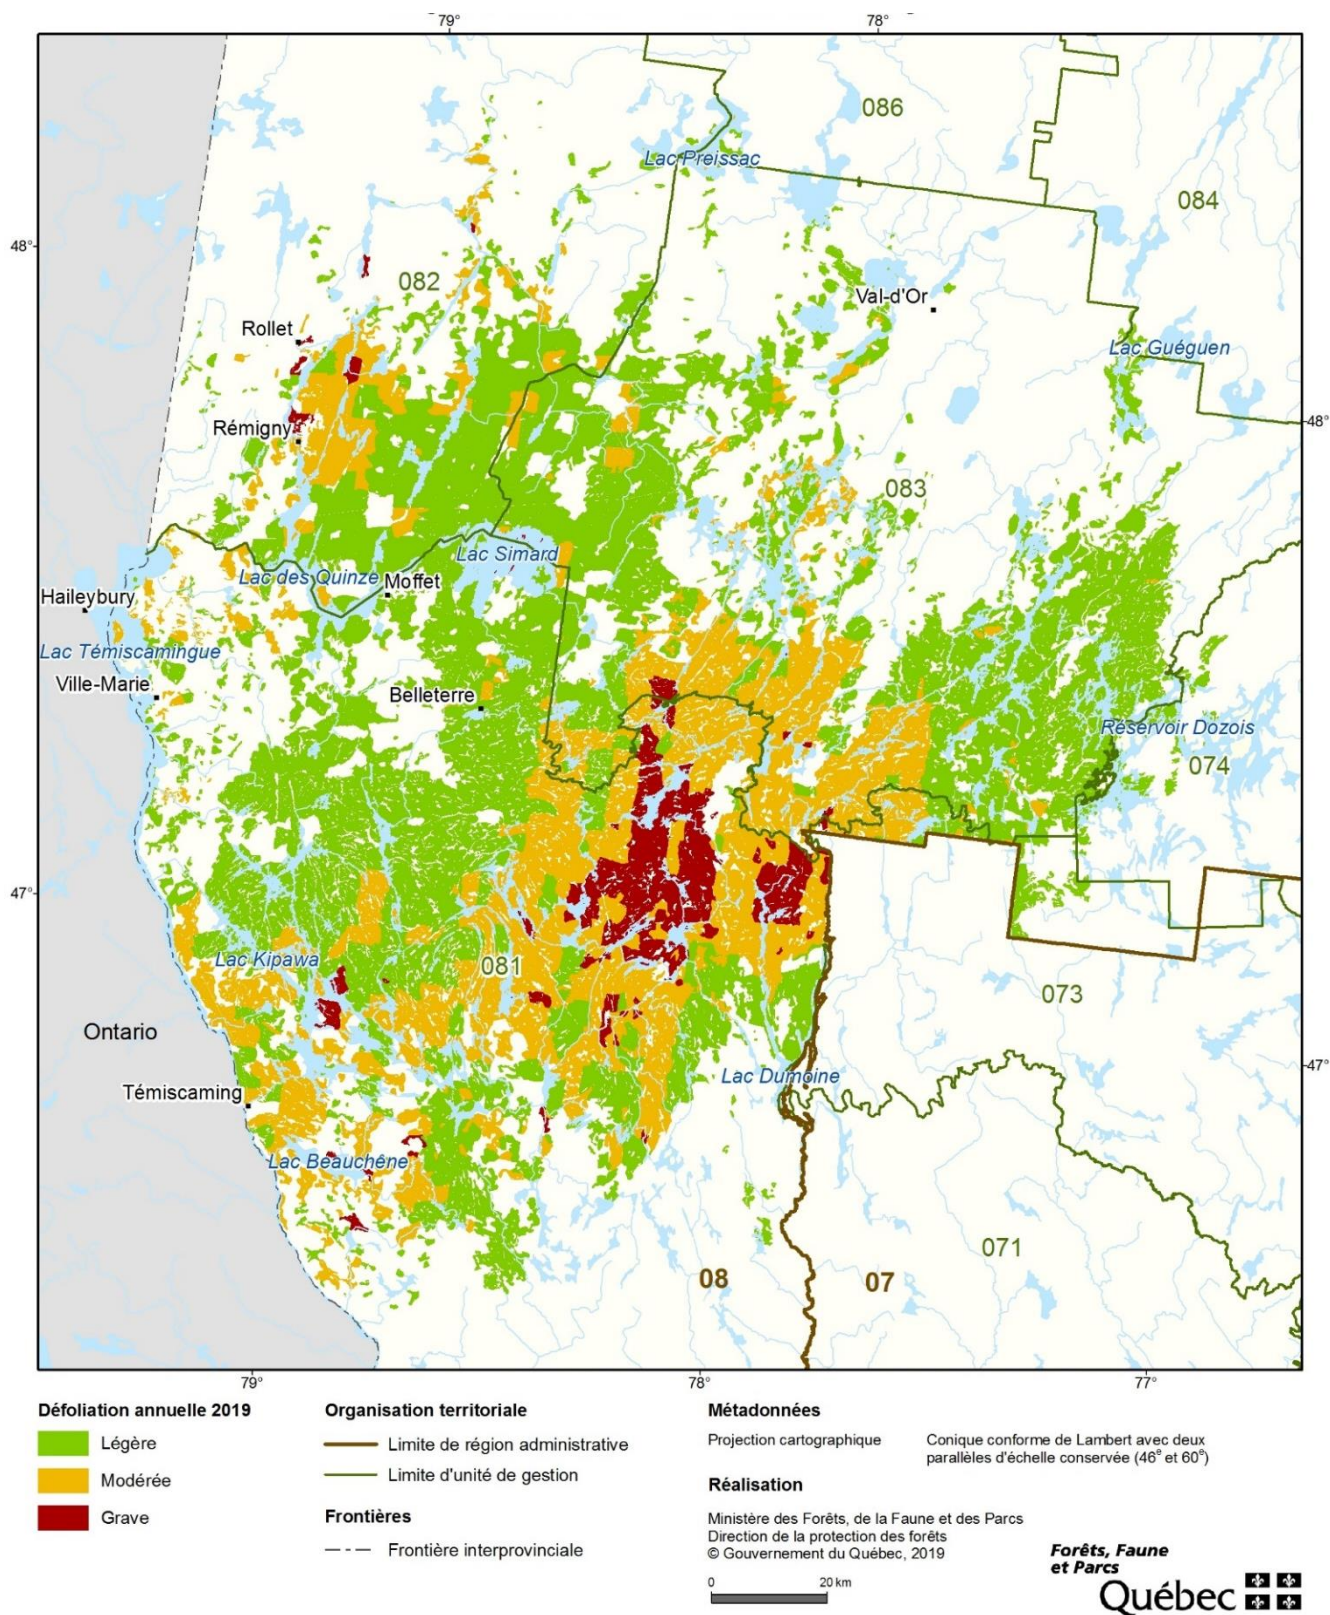 79°
78°
086
Lac Preissac
084
48°
082
Val-d'Or
Rollet
Lac Guéguen
Rémigny
48°
083
Lac Simard
Lac des Quinze
Moffet
Haileybury
Lac Témiscamingue
Ville-Marie
Belleterre
Réservoir Dozois
074
47°
Lac Kipawa
081
073
Ontario
47°
Lac Dumoine
Témiscaming
Lac Beauchêne
071
08
07
79°
78°
77°
Défoliation annuelle 2019
Légère
Modérée
Grave
Organisation territoriale
Limite de région administrative
Limite d'unité de gestion
Frontières
Frontière interprovinciale
Métadonnées
Projection cartographique
Conique conforme de Lambert avec deux
parallèles d'échelle conservée (46e et 60e)
Réalisation
Ministère des Forêts, de la Faune et des Parcs
Direction de la protection des forêts
© Gouvernement du Québec, 2019
0 20 km
Forêts, Faune
et Parcs
Québec